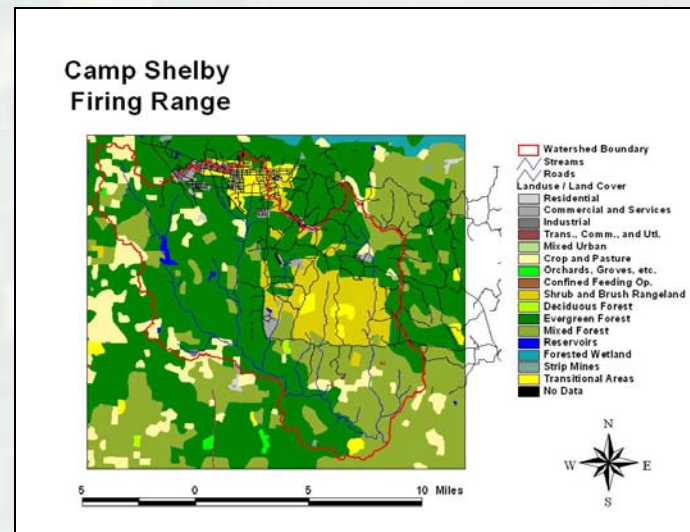 Camp Shelby
Firing Range
Watershed Boundary
Streams
Roads
Landuse / Land Cover
Residential
Commercial and Services
Industrial
Trans., Comm., and Utl.
Mixed Urban
Crop and Pasture
Orchards, Groves, etc.
Confined Feeding Op.
Shrub and Brush Rangeland
Deciduous Forest
Evergreen Forest
Mixed Forest
Reservoirs
Forested Wetland
Strip Mines
Transitional Areas
No Data
N
W E
S
5 0 5 10 Miles